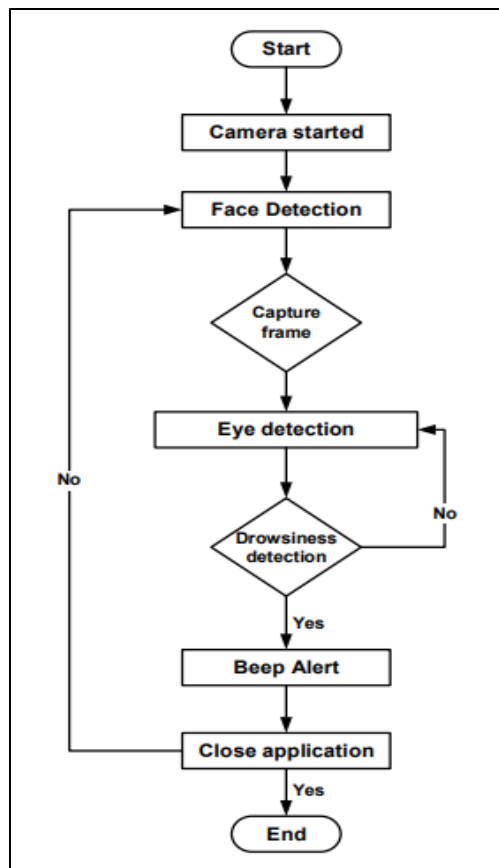 Start
Camera started
Face Detection
Capture
frame
Eye detection
No
No
Drowsiness
detection
Yes
Beep Alert
Close application
Yes
End